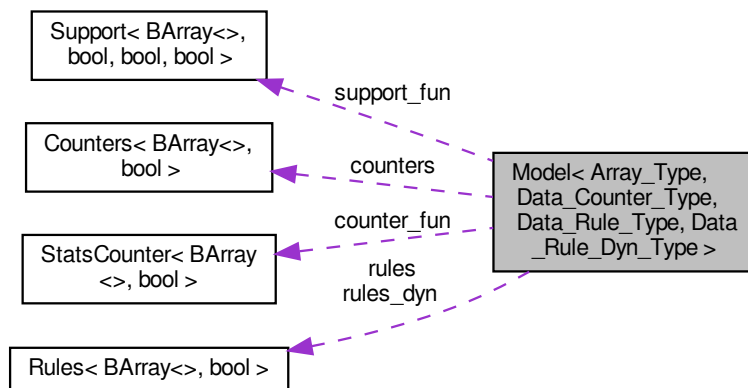 Support< BArray<>,
bool, bool, bool >
support_fun
Counters< BArray<>,
bool >
counters
Model< Array_Type,
Data_Counter_Type,
Data_Rule_Type, Data
_Rule_Dyn_Type >
counter_fun
StatsCounter< BArray
<>, bool >
rules
rules_dyn
Rules< BArray<>, bool >